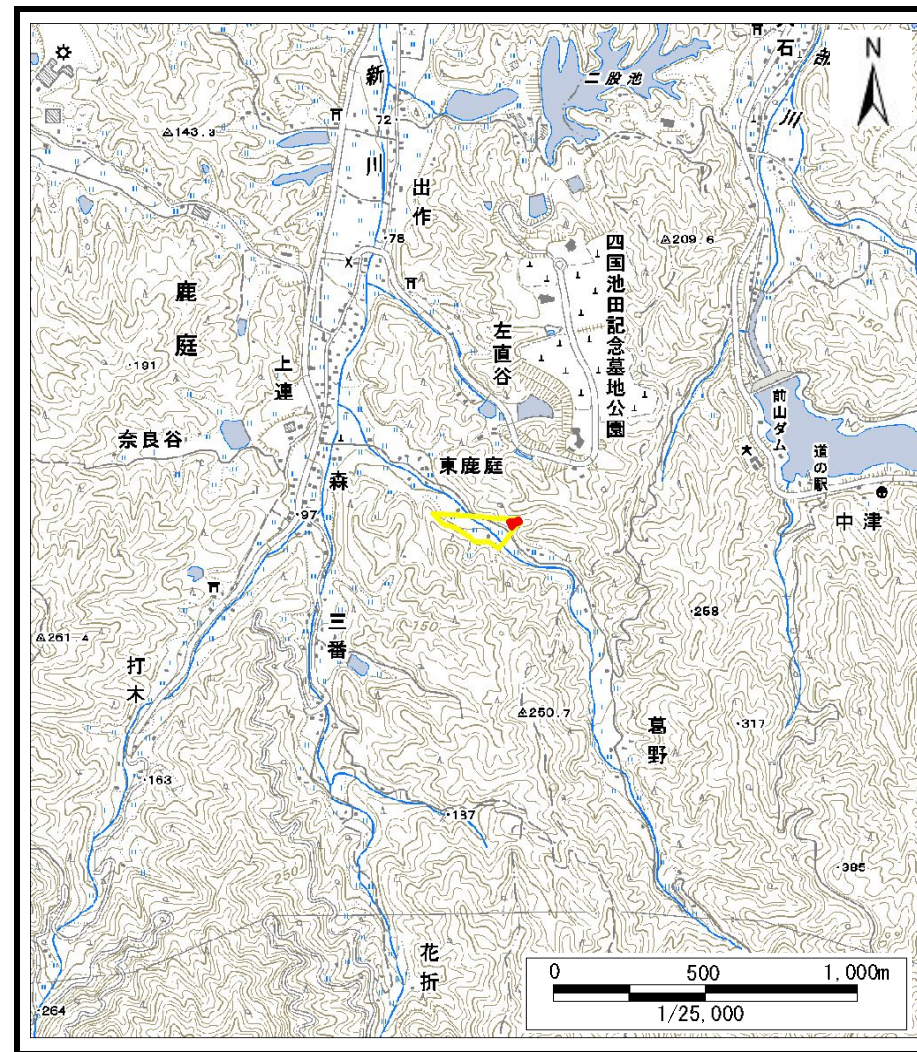 石
川
N
二股池
新
川
△143.3
72
出作
78
△209.6
四国池田記念墓地公園
鹿庭
左直谷
・191
上連
前山ダム
道の駅
奈良谷
東鹿庭
森
中津
・97
・258
三番
150
△261.4
打木
△250.7
・317
葛野
・163
・187
250
・385
花折
0 500 1,000m
1/25,000
・264